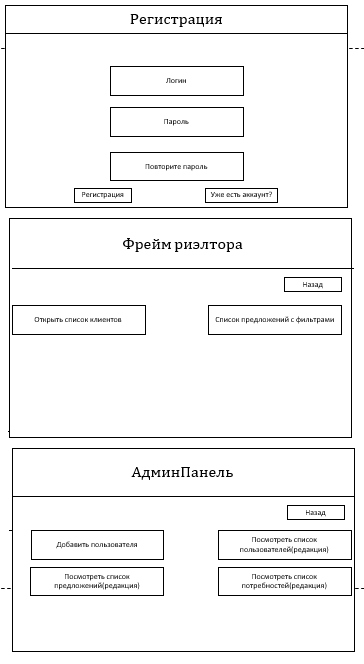 Регистрация
Логин
Пароль
Повторите пароль
Регистрация
Уже есть аккаунт?
Фрейм риэлтора
Назад
Открыть список клиентов
Список предложений с фильтрами
АдминПанель
Назад
Добавить пользователя
Посмотреть список
пользователей(редакция)
Посмотреть список
предложений(редакция)
Посмотреть список
потребностей(редакция)